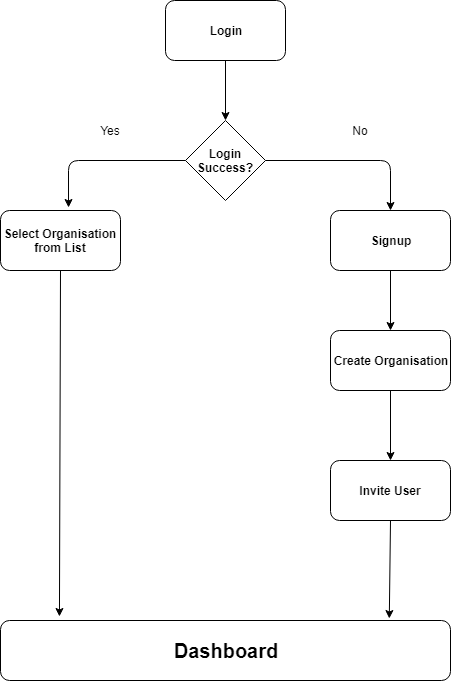 Login
Yes
No
Login
Success?
Select Organisation
from List
Signup
Create Organisation
Invite User
Dashboard